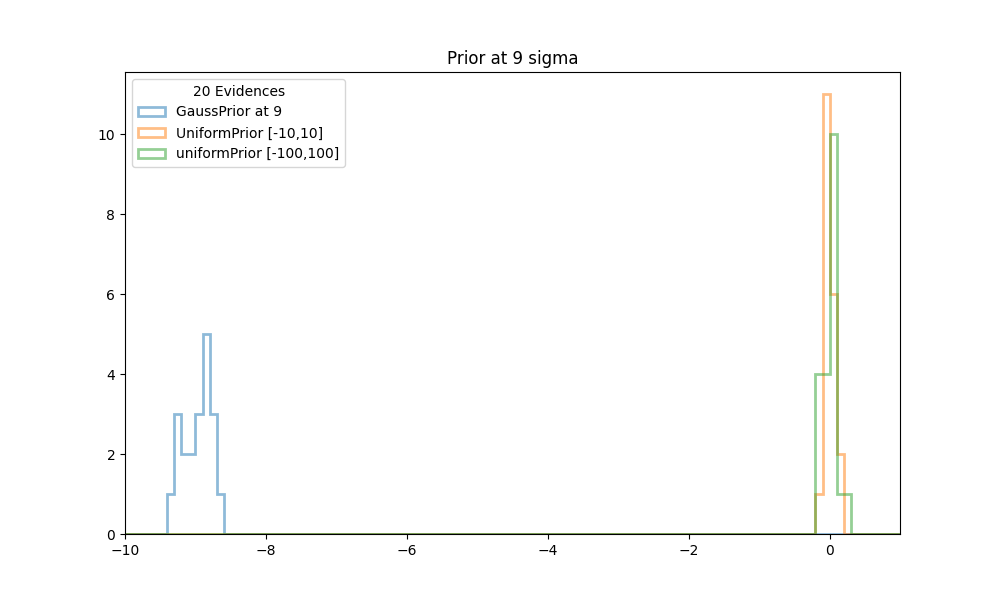 Prior at 9 sigma
20 Evidences
GaussPrior at 9
UniformPrior [-10,10]
uniformPrior [-100,100]
10
8
6
4
2
0
−10
−8
−6
−4
−2
0